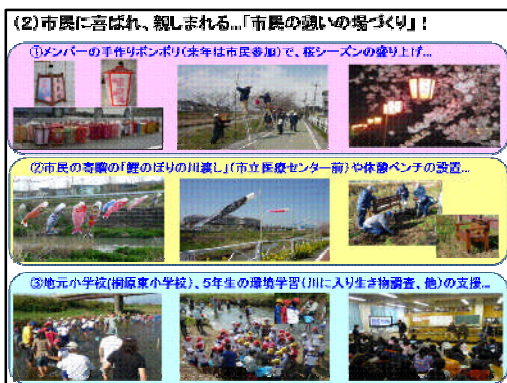 (2)市民に喜ばれ、親しまれる…「市民の憩いの場づくり」！
①メンバーの手作りボンボリ(来年は市民参加)で、桜シーズンの盛り上げ…
②市民の寄贈の「鯉のぼりの川渡し」(市立医療センター前)や休憩ベンチの設置…
③地元小学校(桐原東小学校)、5年生の環境学習(川に入り生き物調査、他)の支援…